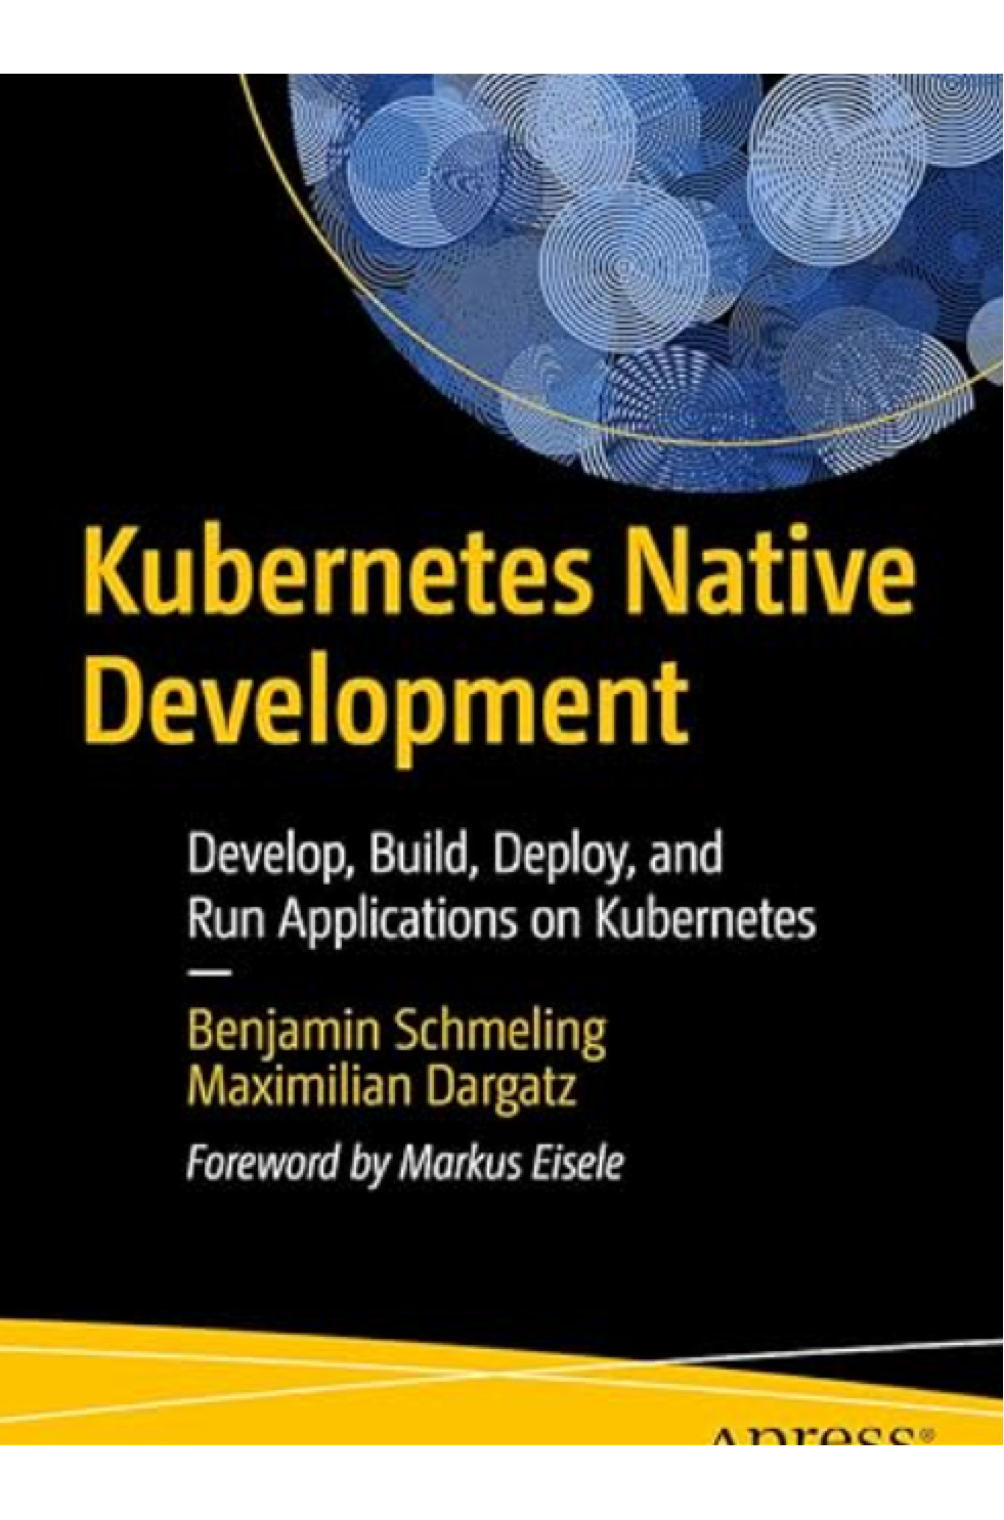 Kubernetes Native
Development
Develop, Build, Deploy, and
Run Applications on Kubernetes
—
Benjamin Schmeling
Maximilian Dargatz
Foreword by Markus Eisele
Apress®